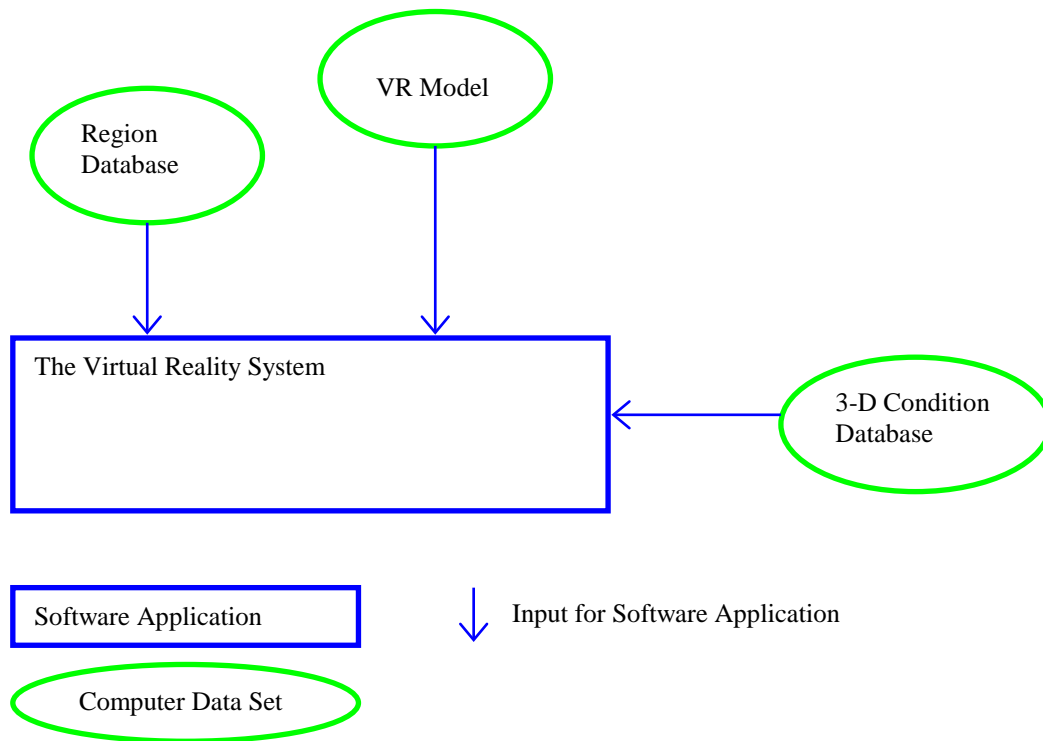 VR Model
Region
Database
The Virtual Reality System
3-D Condition
Database
Software Application
Input for Software Application
Computer Data Set